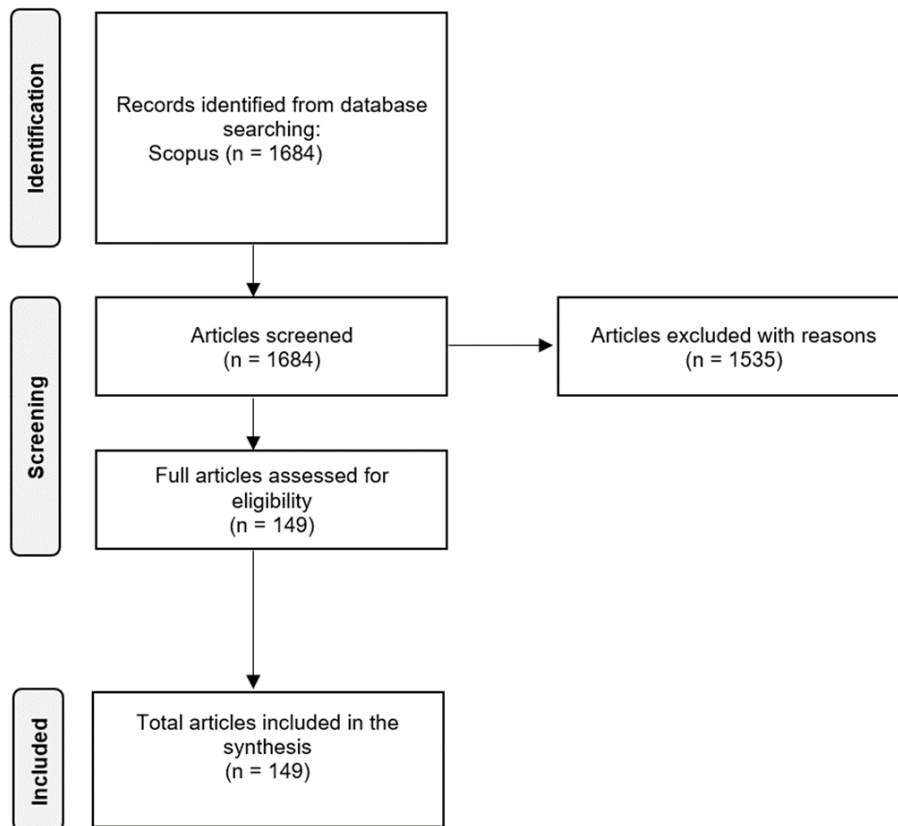 Identification
Records identified from database
searching:
Scopus (n = 1684)
Screening
Articles screened
(n = 1684)
Articles excluded with reasons
(n = 1535)
Full articles assessed for
eligibility
(n = 149)
Included
Total articles included in the
synthesis
(n = 149)